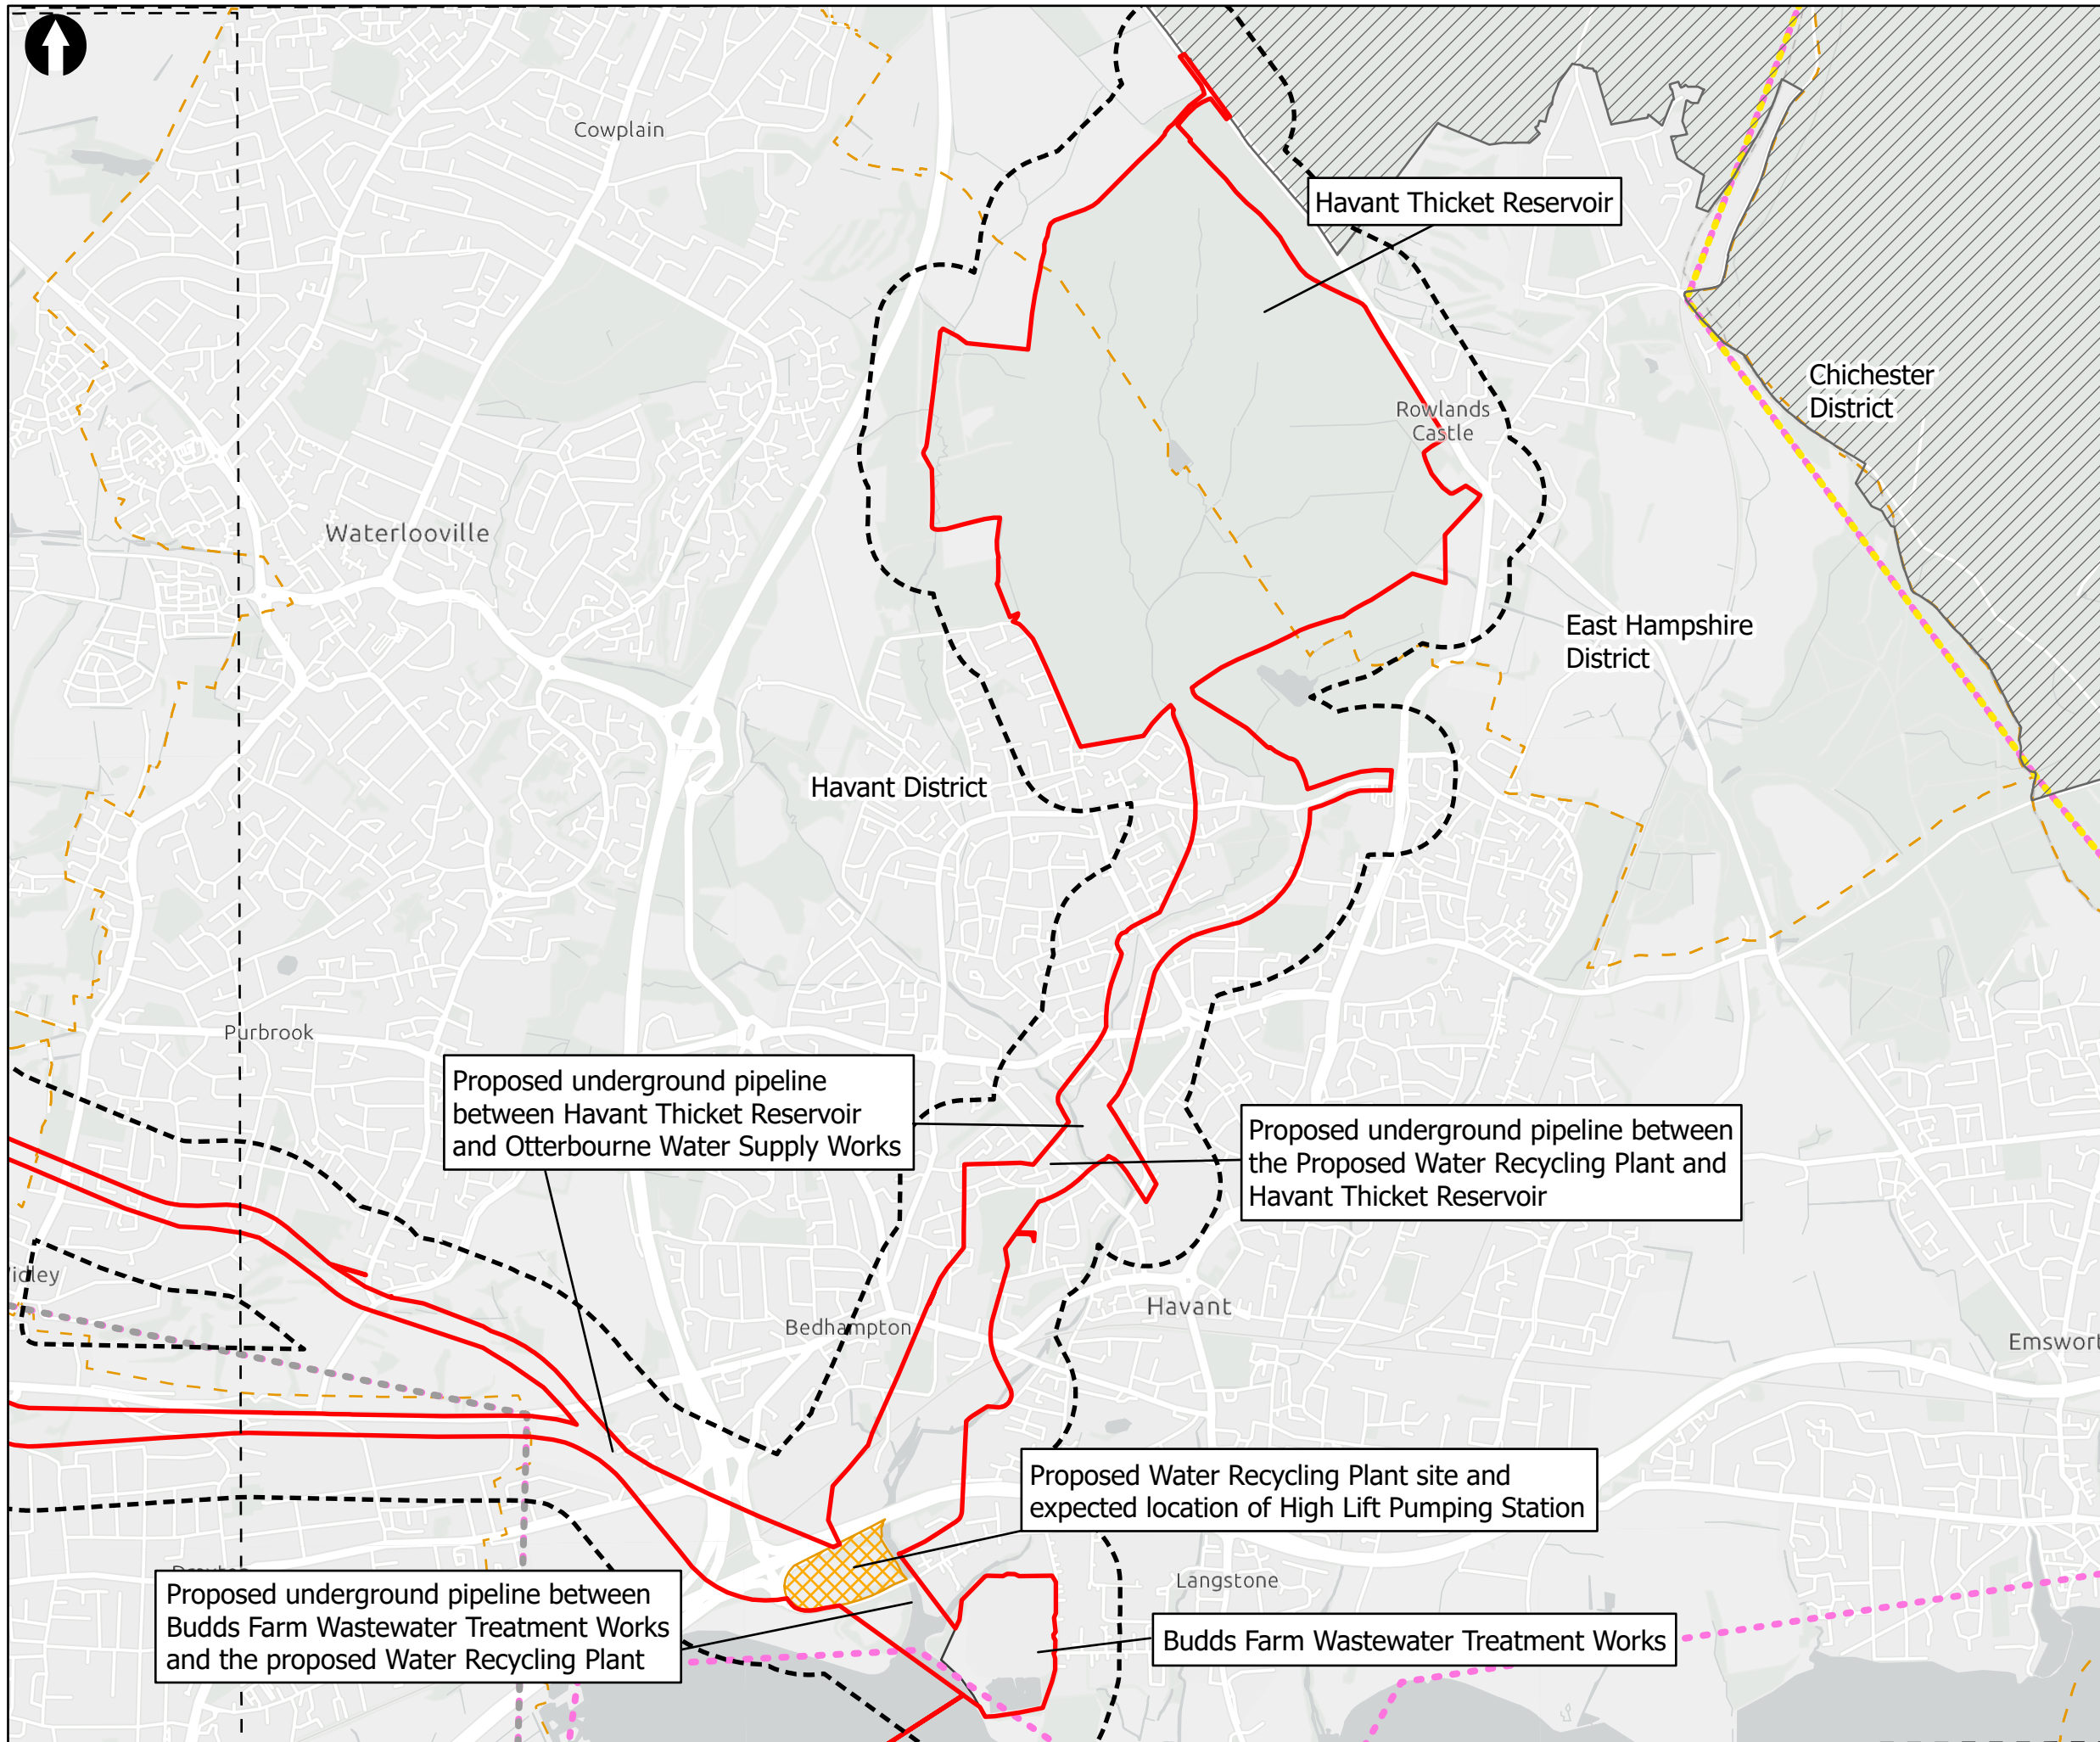 Cowplain
Havant Thicket Reservoir
Chichester
District
Rowlands
Castle
Waterlooville
East Hampshire
District
Havant District
Purbrook
Proposed underground pipeline
between Havant Thicket Reservoir
and Otterbourne Water Supply Works
Proposed underground pipeline between
the Proposed Water Recycling Plant and
Havant Thicket Reservoir
Havant
Bedhampton
Proposed Water Recycling Plant site and
expected location of High Lift Pumping Station
Langstone
Proposed underground pipeline between
Budds Farm Wastewater Treatment Works
and the proposed Water Recycling Plant
Budds Farm Wastewater Treatment Works